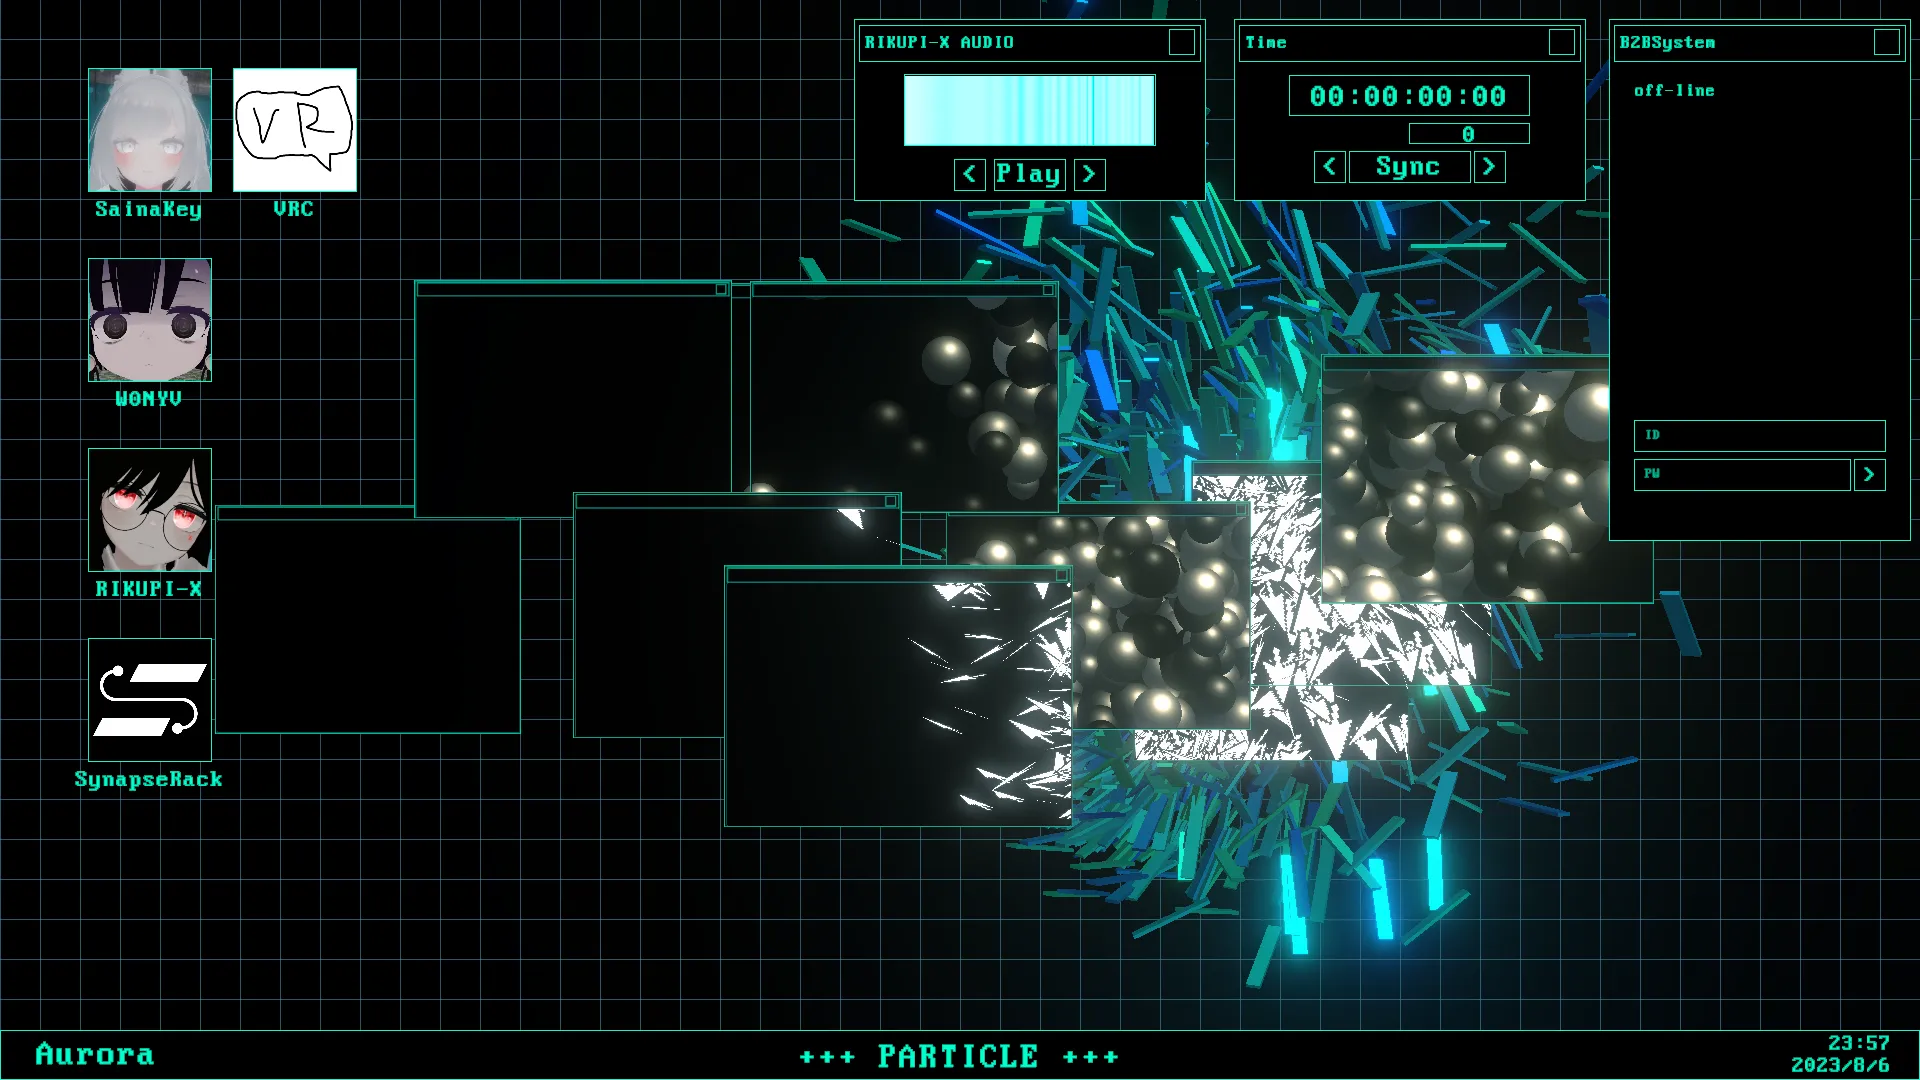 RIKUPI-X AUDIO
< Play >
Time
00:00:00:00
0
< Sync >
B2BSystem
off-line
ID
PW
>
VR
SainaKey
VRC
W0NYV
RIKUPI-X
SynapseRack
Aurora
+++ PARTICLE +++
23:57
2023/8/6